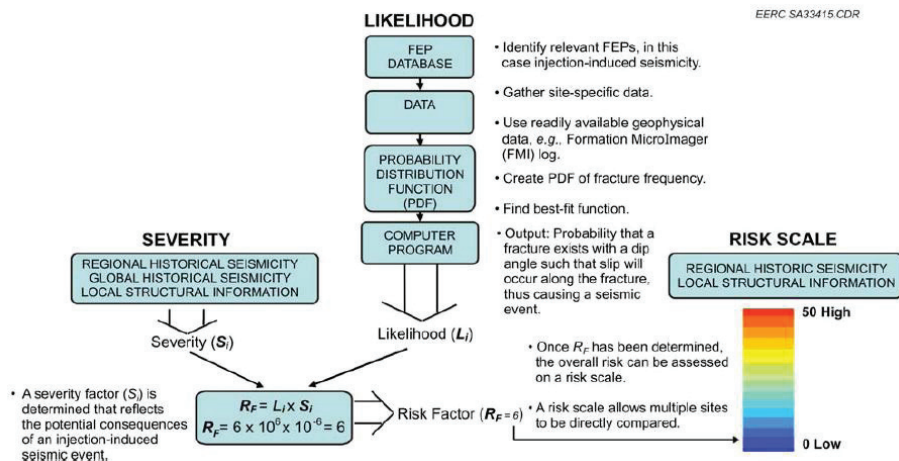 EERC SA33415.CDR
LIKELIHOOD
FEP
DATABASE
DATA
PROBABILITY
DISTRIBUTION
FUNCTION
(PDF)
COMPUTER
PROGRAM
• Identify relevant FEPs, in this
case injection-induced seismicity.
• Gather site-specific data.
• Use readily available geophysical
data, e.g., Formation MicroImager
(FMI) log.
• Create PDF of fracture frequency.
• Find best-fit function.
• Output: Probability that a
fracture exists with a dip
angle such that slip will
occur along the fracture,
thus causing a seismic
event.
SEVERITY
REGIONAL HISTORICAL SEISMICITY
GLOBAL HISTORICAL SEISMICITY
LOCAL STRUCTURAL INFORMATION
Severity (Sᵢ)
Likelihood (Lᵢ)
• A severity factor (Sᵢ) is
determined that reflects
the potential consequences
of an injection-induced
seismic event.
R_F = Lᵢ x Sᵢ
R_F = 6 x 10⁶ x 10⁻⁶ = 6
Risk Factor (R_F = 6)
RISK SCALE
REGIONAL HISTORIC SEISMICITY
LOCAL STRUCTURAL INFORMATION
50 High
0 Low
• Once R_F has been determined,
the overall risk can be assessed
on a risk scale.
• A risk scale allows multiple sites
to be directly compared.